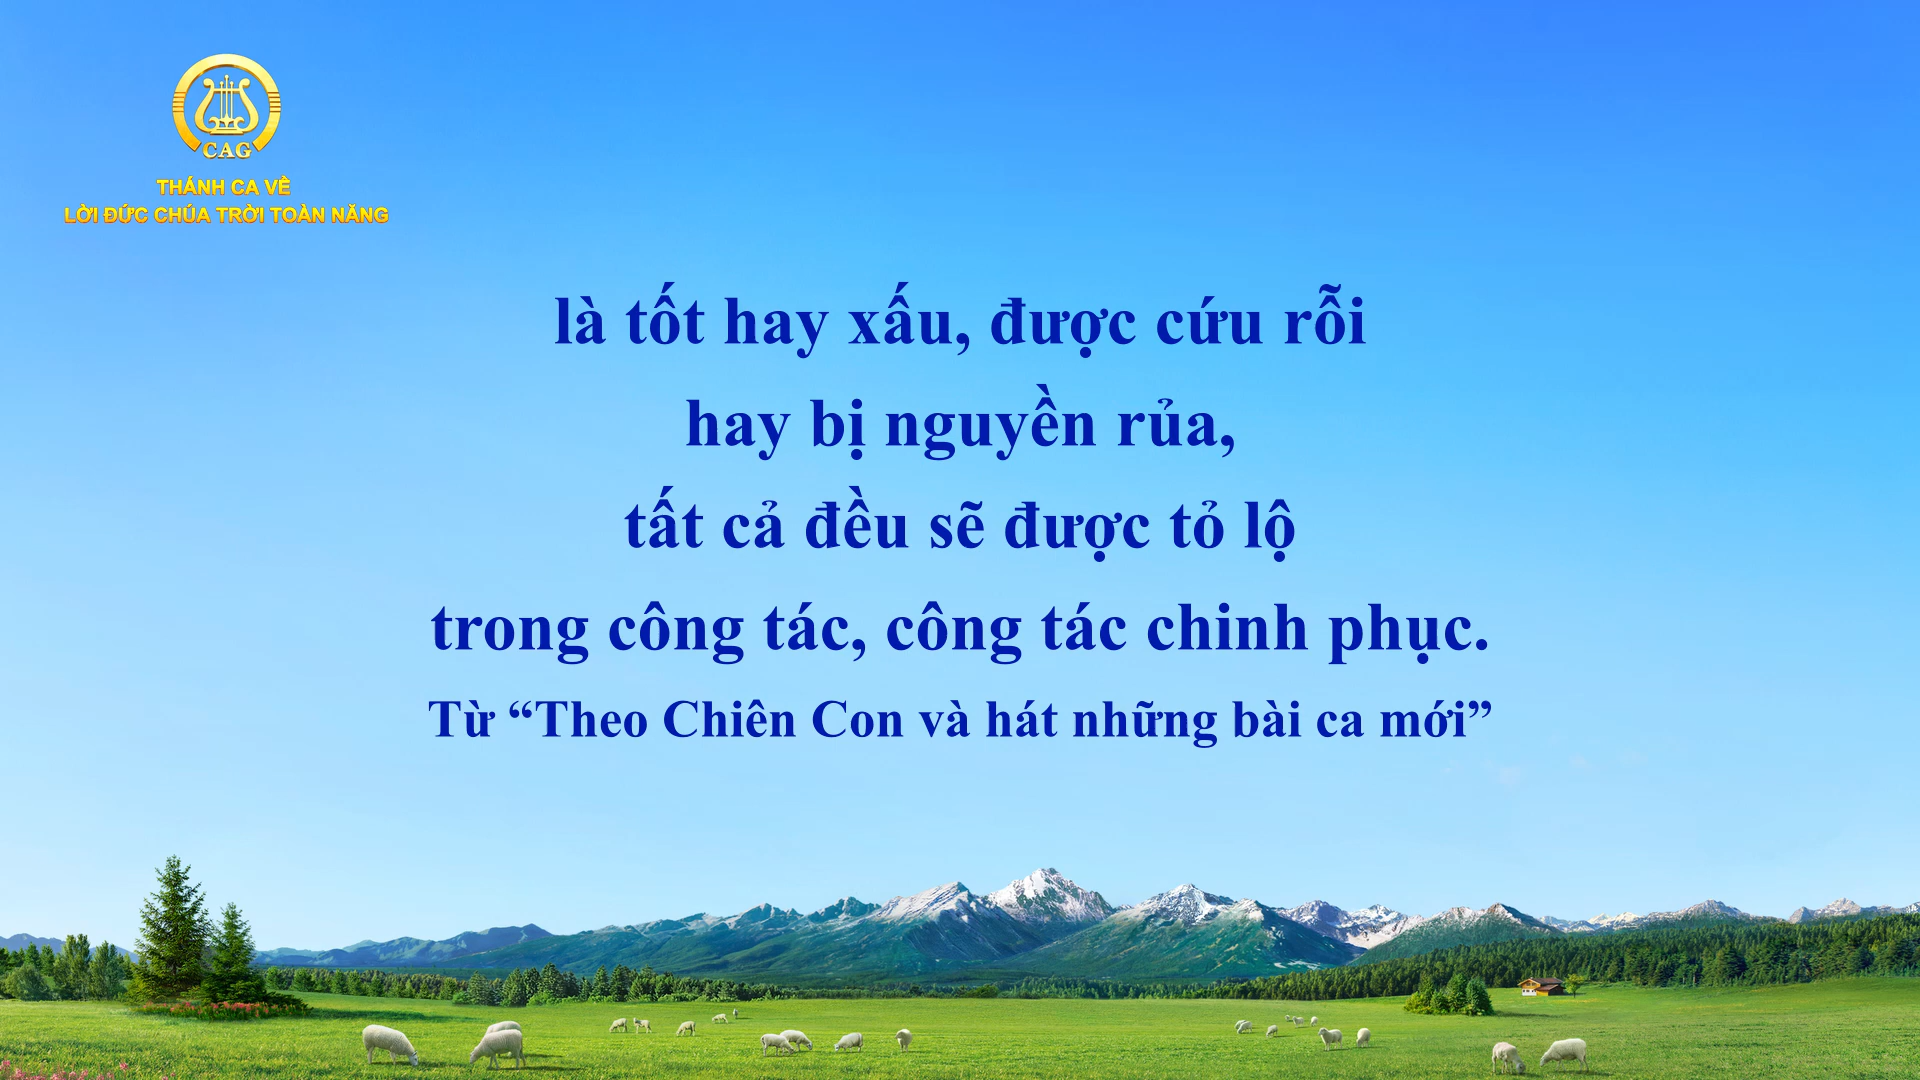 CAG
THÁNH CA VỀ
LỜI ĐỨC CHÚA TRỜI TOÀN NĂNG
là tốt hay xấu, được cứu rỗi
hay bị nguyền rủa,
tất cả đều sẽ được tỏ lộ
trong công tác, công tác chinh phục.
Từ “Theo Chiên Con và hát những bài ca mới”